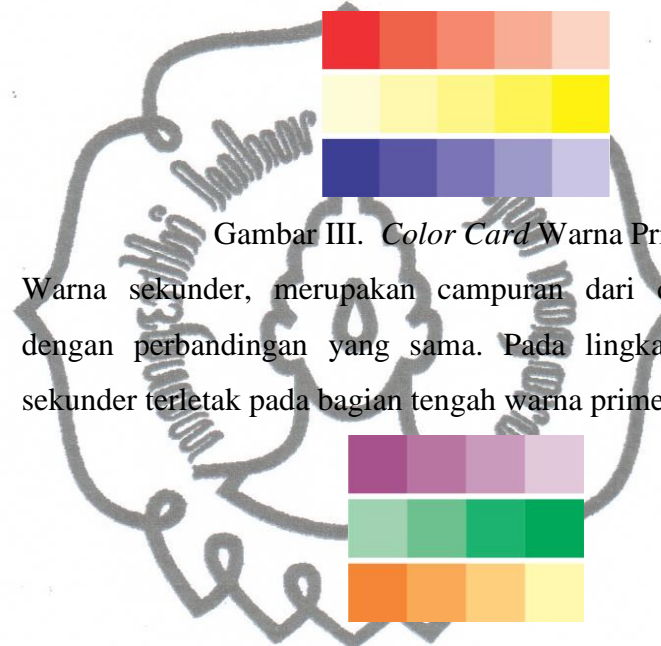 Gambar III. Color Card Warna Pri
Warna sekunder, merupakan campuran dari
dengan perbandingan yang sama. Pada lingka
sekunder terletak pada bagian tengah warna prime